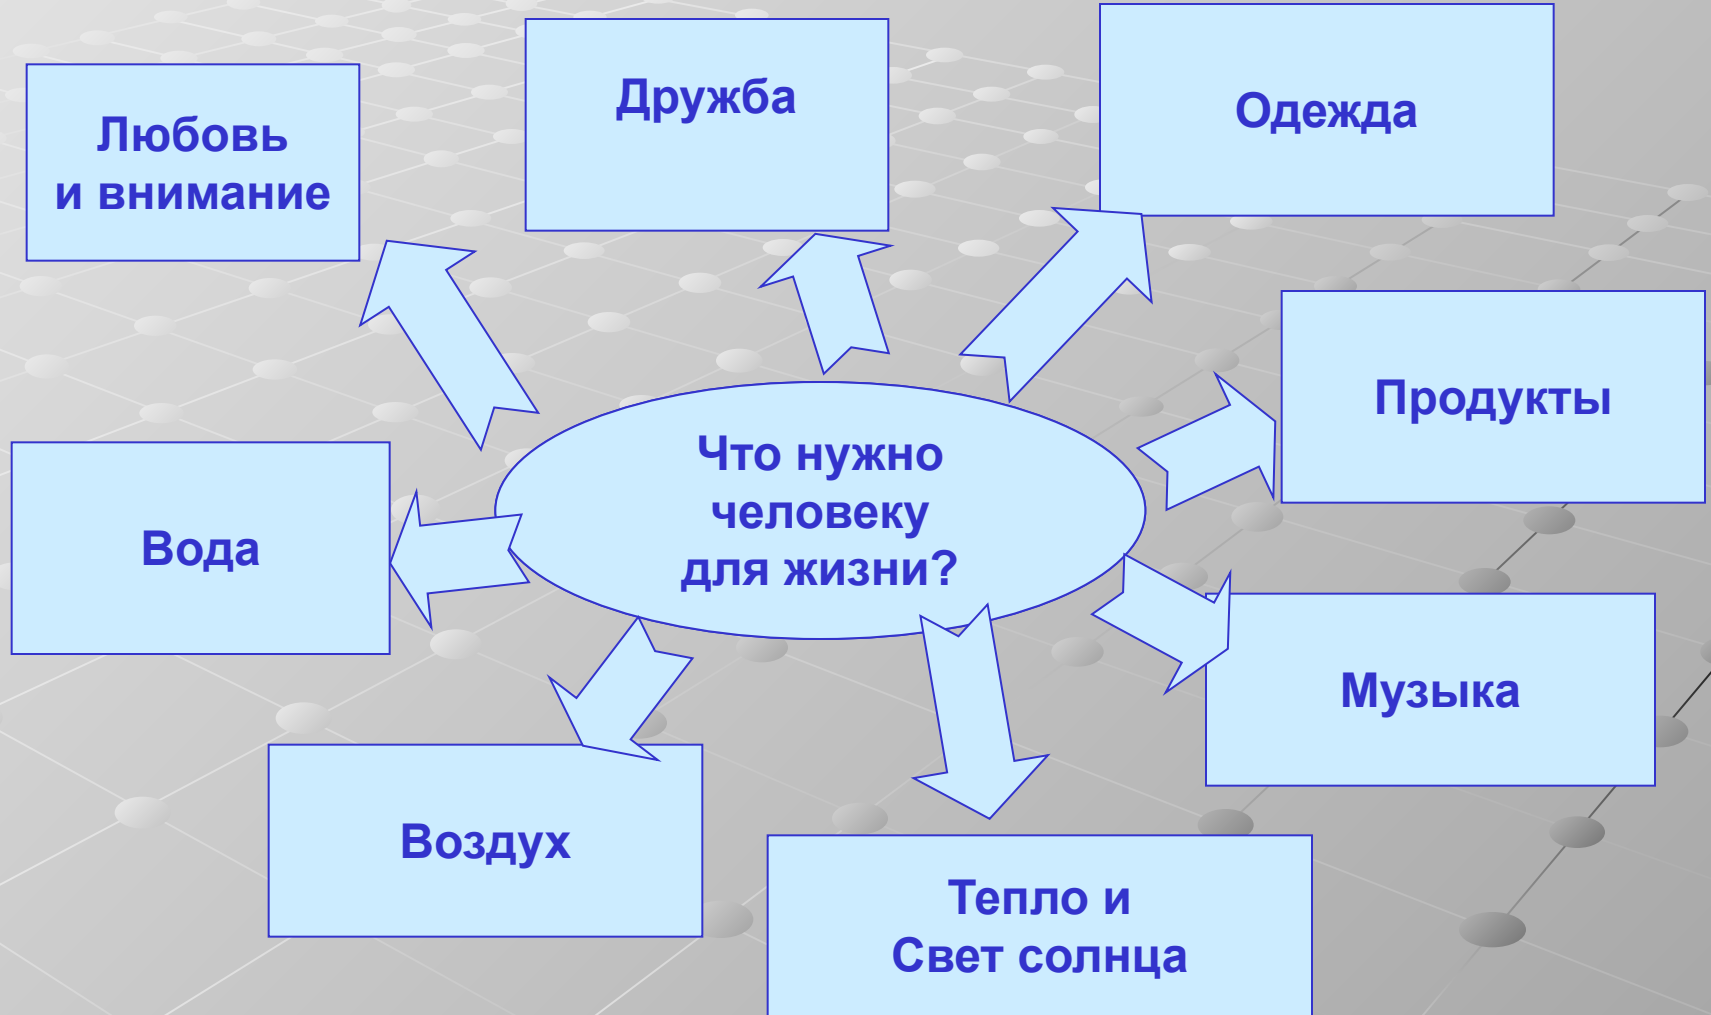 Любовь
и внимание
Дружба
Одежда
Продукты
Что нужно
человеку
для жизни?
Вода
Музыка
Воздух
Тепло и
Свет солнца